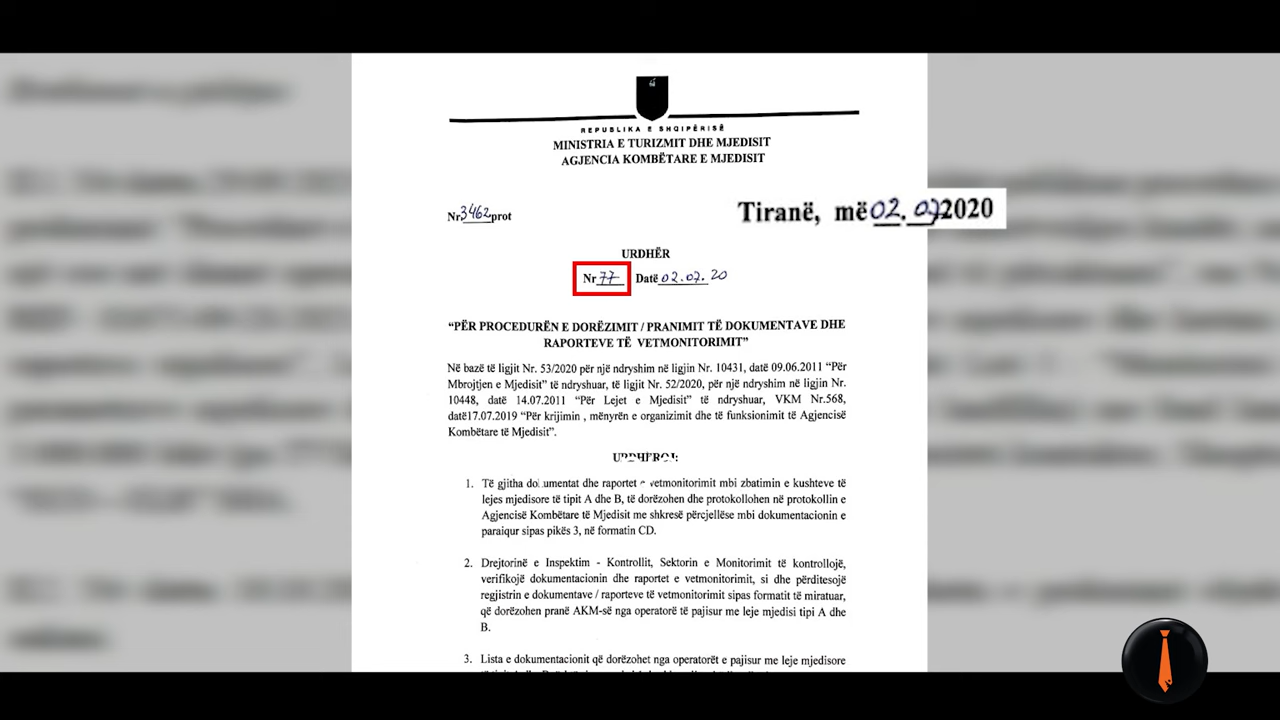 REPUBLIKA E SHQIPËRISË
MINISTRIA E TURIZMIT DHE MJEDISIT
AGJENCIA KOMBËTARE E MJEDISIT
Nr 3462 prot
Tiranë, më 02. 07.2020
URDHËR
Nr 77 Datë 02.07.20
“PËR PROCEDURËN E DORËZIMIT / PRANIMIT TË DOKUMENTAVE DHE
RAPORTEVE TË VETMONITORIMIT”
Në bazë të ligjit Nr. 53/2020 për një ndryshim në ligjin Nr. 10431, datë 09.06.2011 “Për
Mbrojtjen e Mjedisit” të ndryshuar, të ligjit Nr. 52/2020, për një ndryshim në ligjin Nr.
10448, datë 14.07.2011 “Për Lejet e Mjedisit” të ndryshuar, VKM Nr.568,
datë17.07.2019 “Për krijimin , mënyrën e organizimit dhe të funksionimit të Agjencisë
Kombëtare të Mjedisit”.
URDHËROJ:
1. Të gjitha dokumentat dhe raportet e vetmonitorimit mbi zbatimin e kushteve të
lejes mjedisore të tipit A dhe B, të dorëzohen dhe protokollohen në protokollin e
Agjencisë Kombëtare të Mjedisit me shkresë përcjellëse mbi dokumentacionin e
paraiqur sipas pikës 3, në formatin CD.
2. Drejtorinë e Inspektim - Kontrollit, Sektorin e Monitorimit të kontrollojë,
verifikojë dokumentacionin dhe raportet e vetmonitorimit, si dhe përditesojë
regjistrin e dokumentave / raporteve të vetmonitorimit sipas formatit të miratuar,
që dorëzohen pranë AKM-së nga operatorë të pajisur me leje mjedisi tipi A dhe
B.
3. Lista e dokumentacionit që dorëzohet nga operatorët e pajisur me leje mjedisore